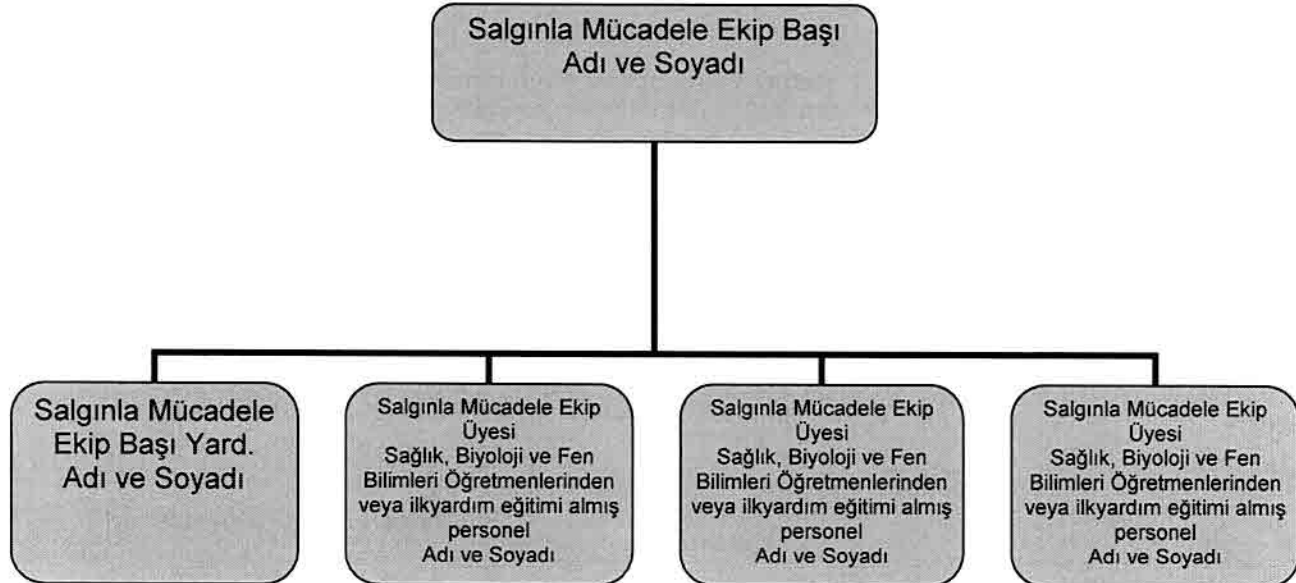 Salgınla Mücadele Ekip Başı
Adı ve Soyadı
Salgınla Mücadele
Ekip Başı Yard.
Adı ve Soyadı
Salgınla Mücadele Ekip
Üyesi
Sağlık, Biyoloji ve Fen
Bilimleri Öğretmenlerinden
veya ilkyardım eğitimi almış
personel
Adı ve Soyadı
Salgınla Mücadele Ekip
Üyesi
Sağlık, Biyoloji ve Fen
Bilimleri Öğretmenlerinden
veya ilkyardım eğitimi almış
personel
Adı ve Soyadı
Salgınla Mücadele Ekip
Üyesi
Sağlık, Biyoloji ve Fen
Bilimleri Öğretmenlerinden
veya ilkyardım eğitimi almış
personel
Adı ve Soyadı